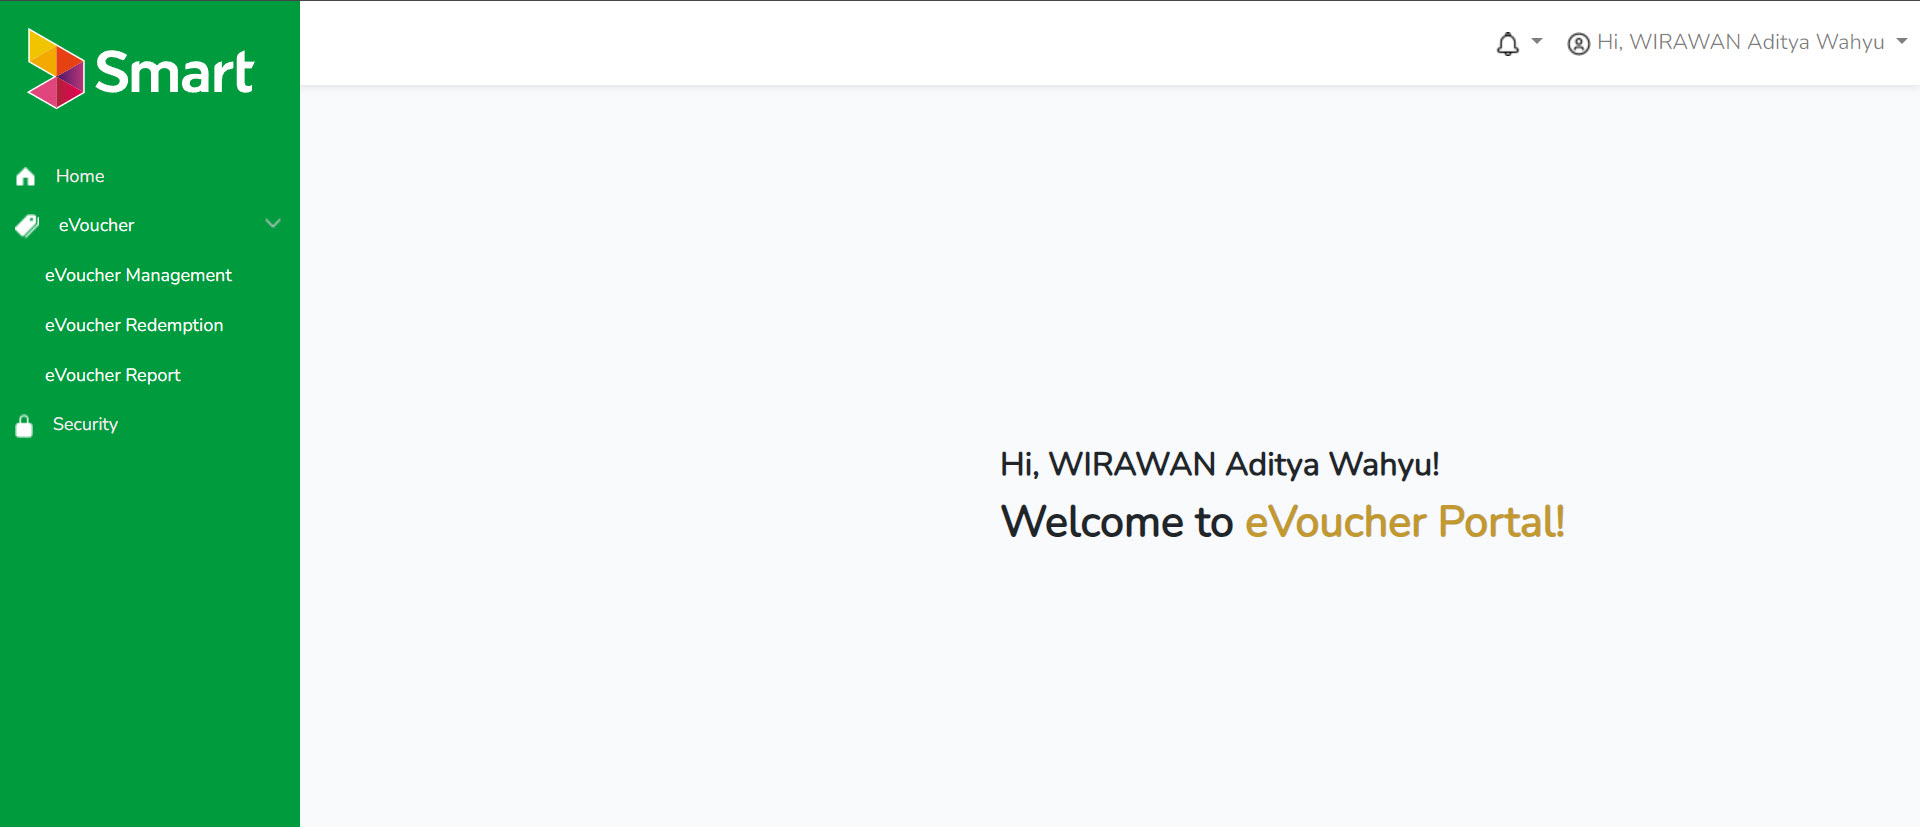 Smart
Home
eVoucher
eVoucher Management
eVoucher Redemption
eVoucher Report
Security
Hi, WIRAWAN Aditya Wahyu
Hi, WIRAWAN Aditya Wahyu!
Welcome to eVoucher Portal!